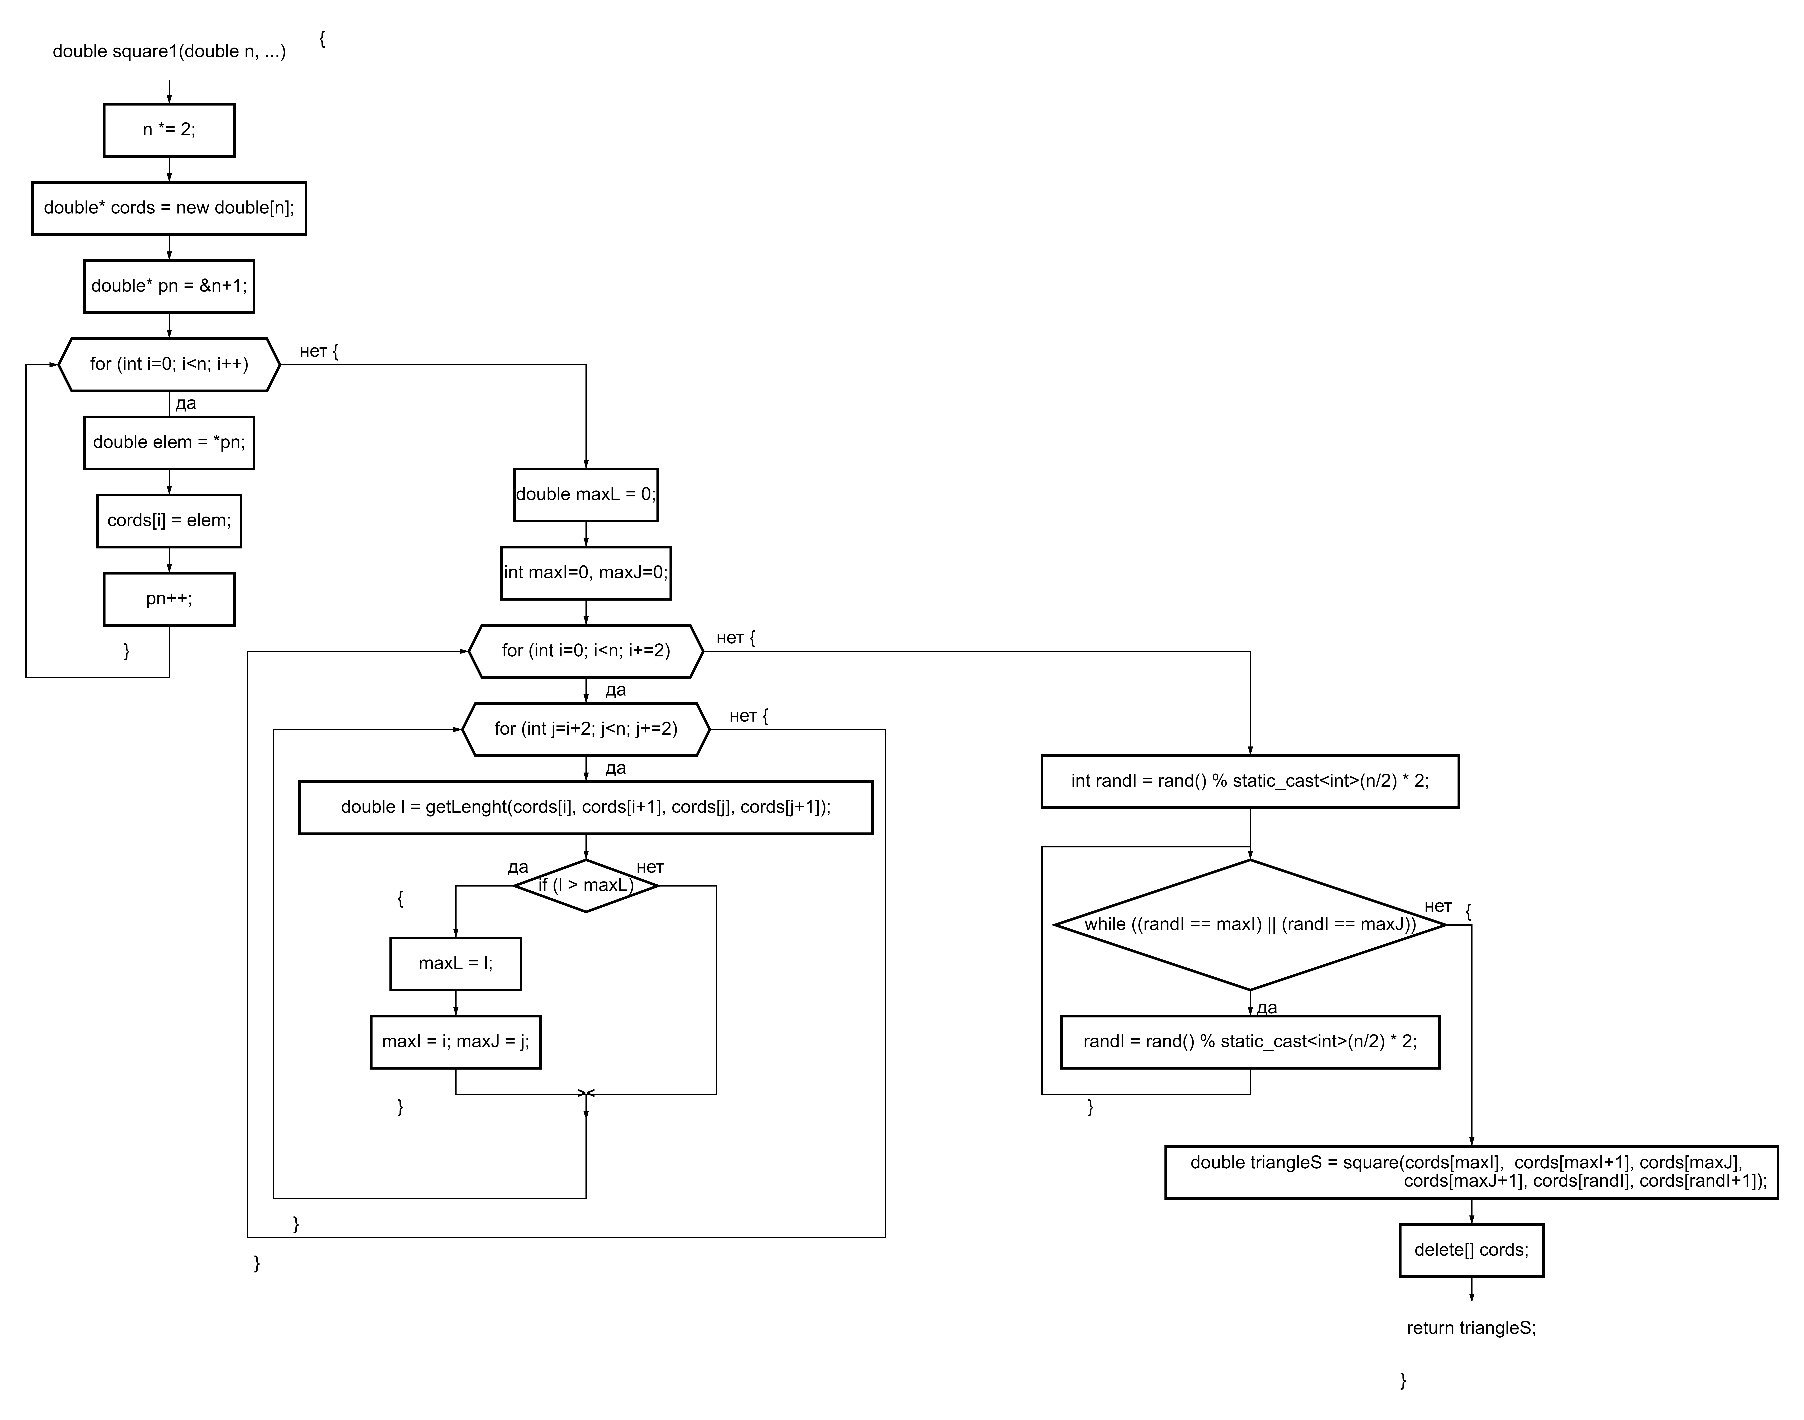 double square1(double n, ...)
{
n *= 2;
double* cords = new double[n];
double* pn = &n+1;
for (int i=0; i<n; i++)
нет {
да
double elem = *pn;
cords[i] = elem;
pn++;
}
double maxL = 0;
int maxI=0, maxJ=0;
for (int i=0; i<n; i+=2)
нет {
да
for (int j=i+2; j<n; j+=2)
нет {
да
double l = getLenght(cords[i], cords[i+1], cords[j], cords[j+1]);
да
нет
if (l > maxL)
{
maxL = l;
maxI = i; maxJ = j;
}
}
}
int randI = rand() % static_cast<int>(n/2) * 2;
нет {
while ((randI == maxI) || (randI == maxJ))
да
randI = rand() % static_cast<int>(n/2) * 2;
}
double triangleS = square(cords[maxI],  cords[maxI+1], cords[maxJ],
cords[maxJ+1], cords[randI], cords[randI+1]);
delete[] cords;
return triangleS;
}